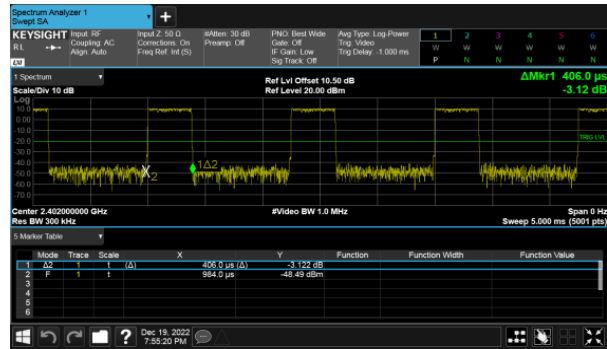 Spectrum Analyzer 1
Swept SA
KEYSIGHT Input: RF Input Z: 50 Ω #Atten: 30 dB PNO: Best Wide Avg Type: Log-Power 1 2 3 4 5 6
RL Coupling: AC Corrections: On Preamp: Off Gate: Off Trig: Video W W W W W W
Align: Auto Freq Ref: Int (S) IF Gain: Low Trig Delay: -1.000 ms P N N N N N
LXI Sig Track: Off
1 Spectrum Ref Lvl Offset 10.50 dB ΔMkr1 406.0 µs
Scale/Div 10 dB Ref Level 20.00 dBm -3.12 dB
Log
10.0
0.00
-10.0
-20.0 TRIG LVL
-30.0
-40.0
-50.0 X2 1Δ2
-60.0
-70.0
Center 2.402000000 GHz #Video BW 1.0 MHz Span 0 Hz
Res BW 300 kHz Sweep 5.000 ms (5001 pts)
5 Marker Table
Mode Trace Scale X Y Function Function Width Function Value
1 Δ2 1 t (Δ) 406.0 µs (Δ) -3.122 dB
2 F 1 t 984.0 µs -48.49 dBm
3
4
5
6
? Dec 19, 2022
7:55:20 PM